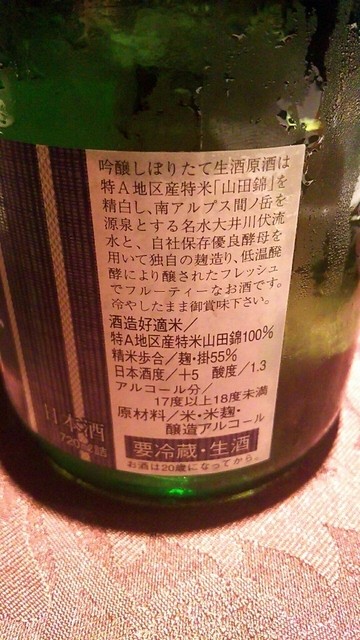 吟醸しぼりたて生酒原酒は
特A地区産特米「山田錦」を
精白し、南アルプス間ノ岳を
源泉とする名水大井川伏流
水と、自社保存優良酵母を
用いて独自の麹造り、低温醗
酵により醸されたフレッシュ
でフルーティーなお酒です。
冷やしたまま御賞味下さい。
酒造好適米／
特A地区産特米山田錦100%
精米歩合／麹・掛55%
日本酒度／+5 酸度／1.3
アルコール分／
17度以上18度未満
原材料／米・米麹・
醸造アルコール
要冷蔵・生酒
お酒は20歳になってから。
日本酒
720㎖詰